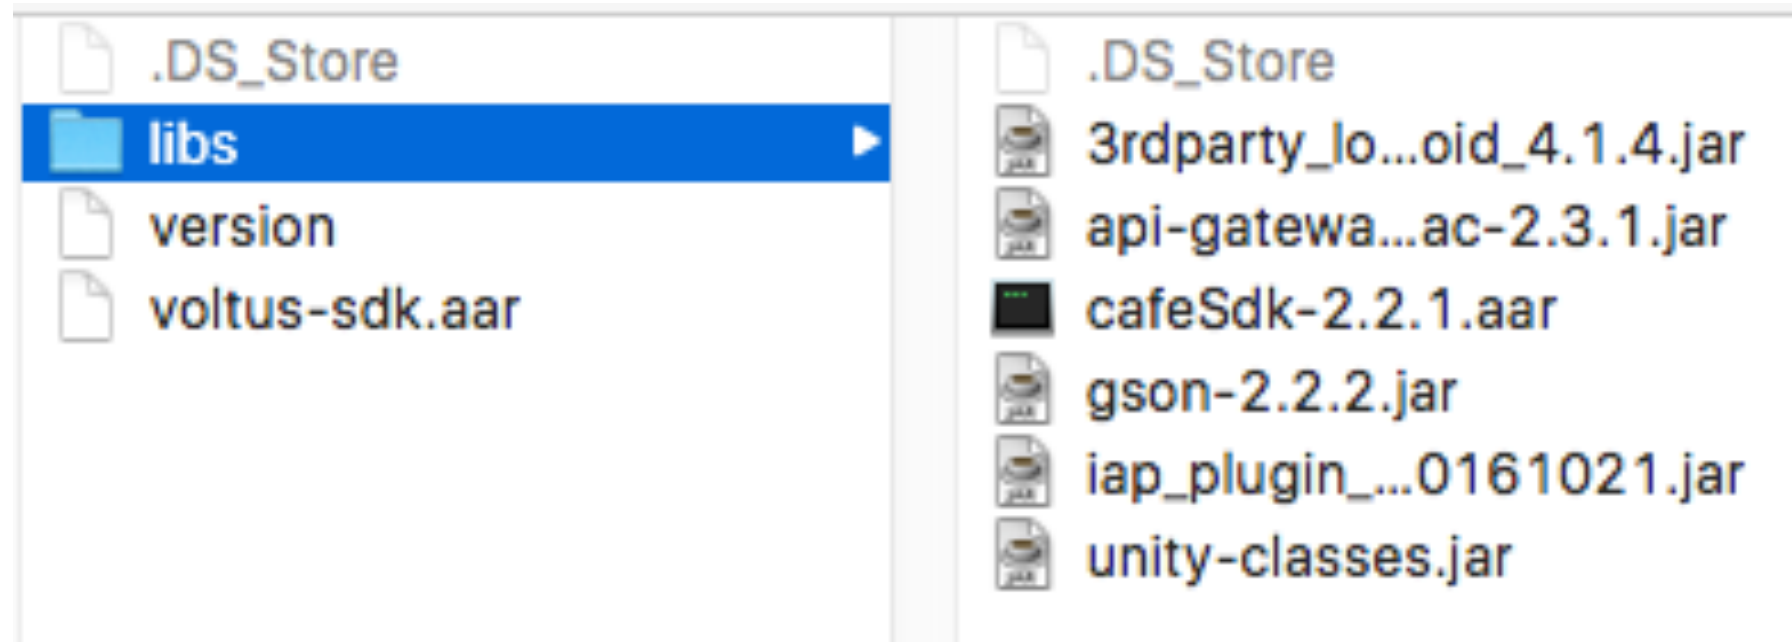 .DS_Store
libs
version
voltus-sdk.aar
.DS_Store
3rdparty_lo...oid_4.1.4.jar
api-gatewa...ac-2.3.1.jar
cafeSdk-2.2.1.aar
gson-2.2.2.jar
iap_plugin_...0161021.jar
unity-classes.jar